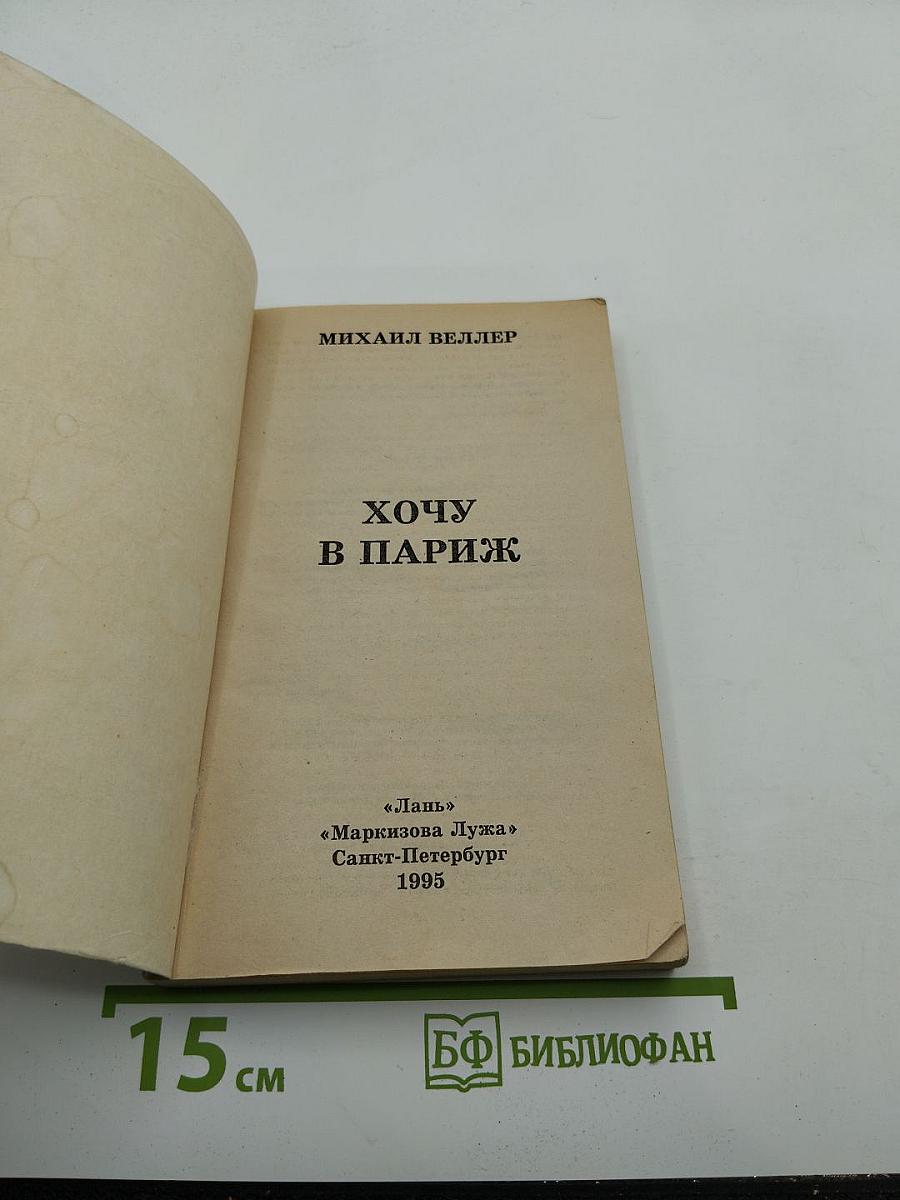 МИХАИЛ ВЕЛЛЕР
ХОЧУ
В ПАРИЖ
«Лань»
«Маркизова Лужа»
Санкт-Петербург
1995
15 см
БФ БИБЛИОФАН